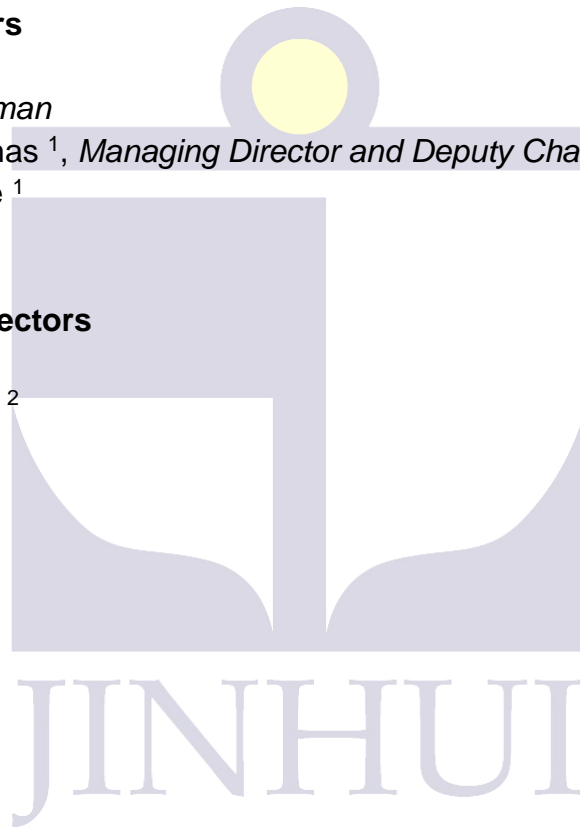 rs
man
nas ¹, Managing Director and Deputy Cha
e ¹
ectors
²
JINHUI